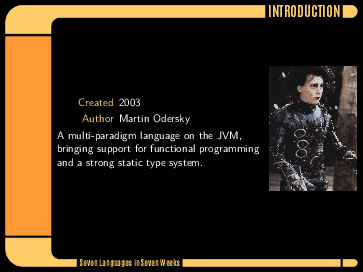 INTRODUCTION
Created 2003
Author Martin Odersky
A multi-paradigm language on the JVM,
bringing support for functional programming
and a strong static type system.
Seven Languages in Seven Weeks